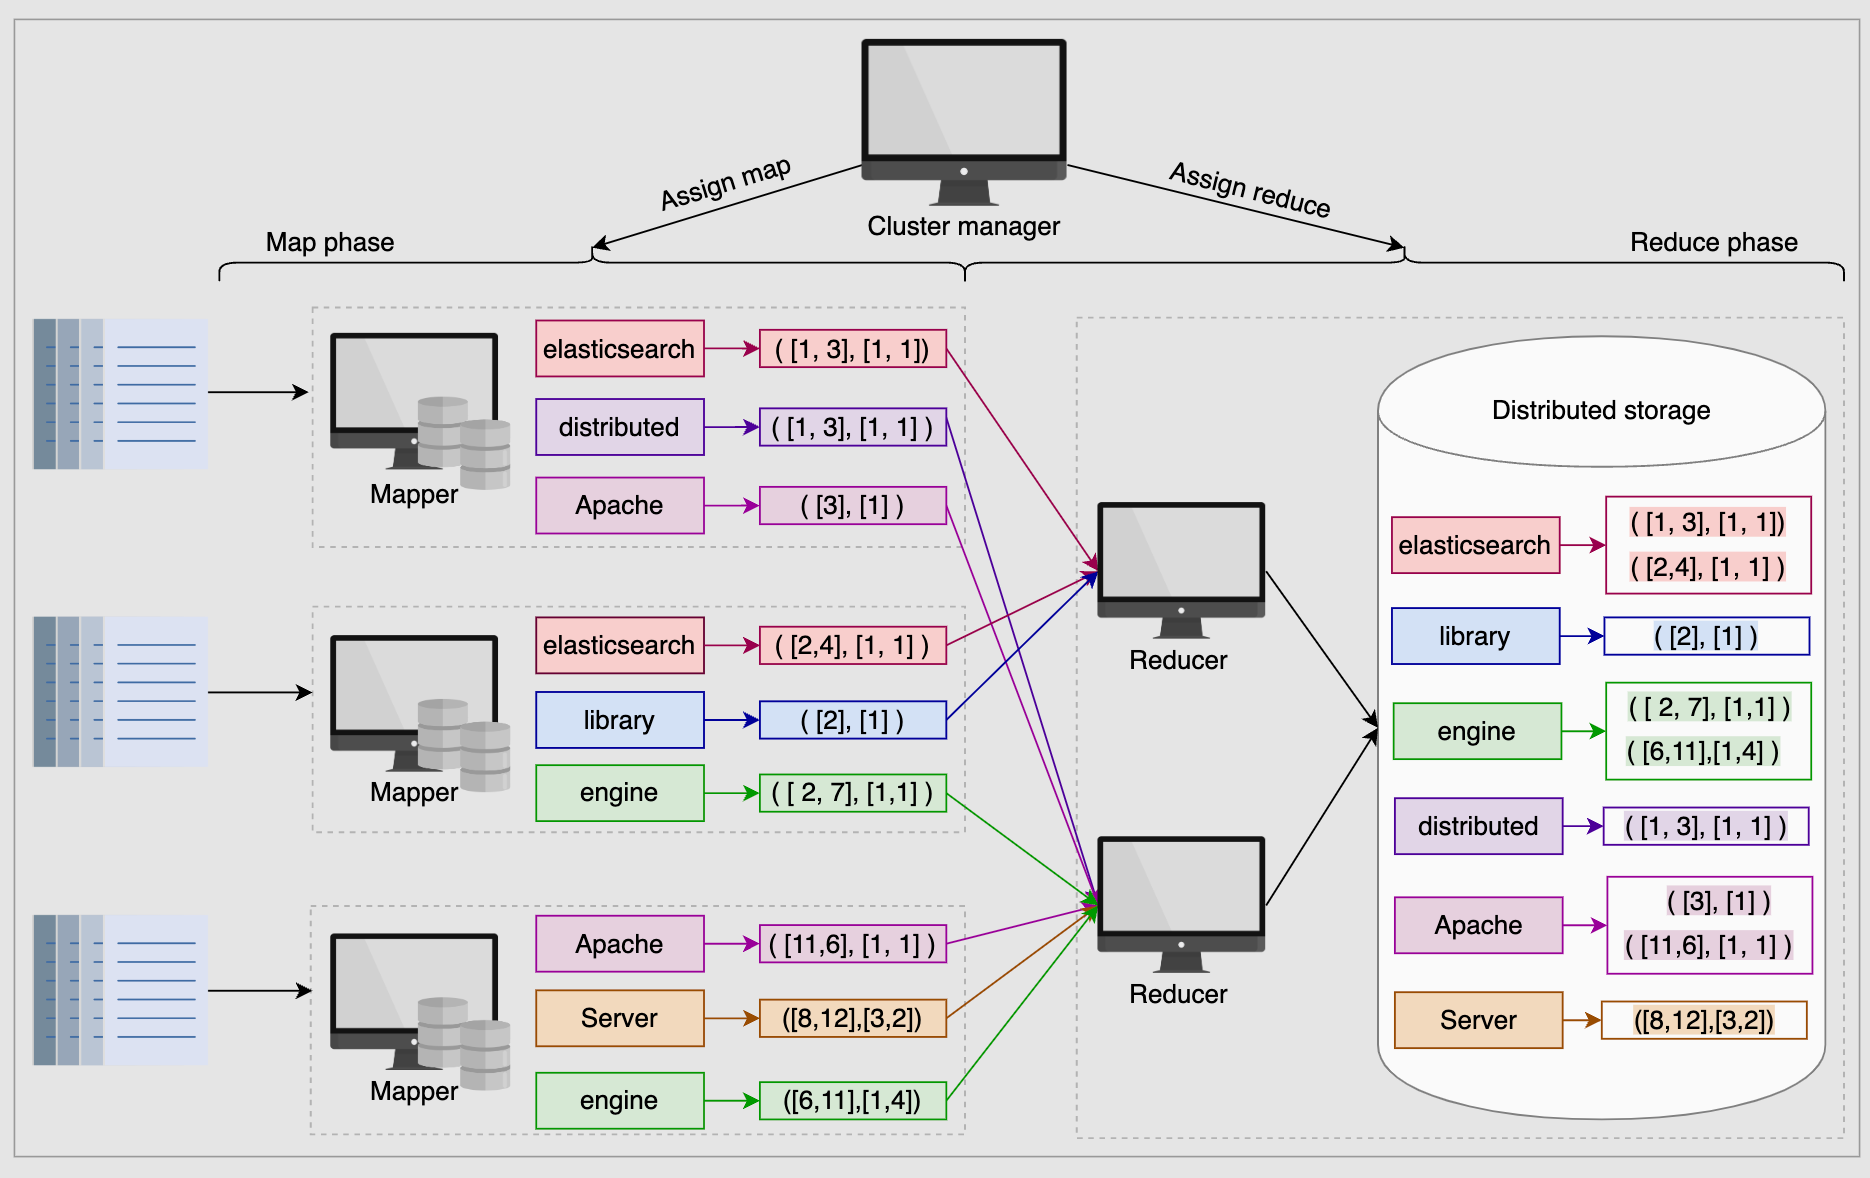 Assign map
Assign reduce
Cluster manager
Map phase
Reduce phase
Mapper
elasticsearch
( [1, 3], [1, 1])
distributed
( [1, 3], [1, 1] )
Apache
( [3], [1] )
Mapper
elasticsearch
( [2,4], [1, 1] )
library
( [2], [1] )
engine
( [ 2, 7], [1,1] )
Mapper
Apache
( [11,6], [1, 1] )
Server
([8,12],[3,2])
engine
([6,11],[1,4])
Reducer
Reducer
Distributed storage
elasticsearch
( [1, 3], [1, 1])
( [2,4], [1, 1] )
library
( [2], [1] )
engine
( [ 2, 7], [1,1] )
( [6,11],[1,4] )
distributed
( [1, 3], [1, 1] )
Apache
( [3], [1] )
( [11,6], [1, 1] )
Server
([8,12],[3,2])